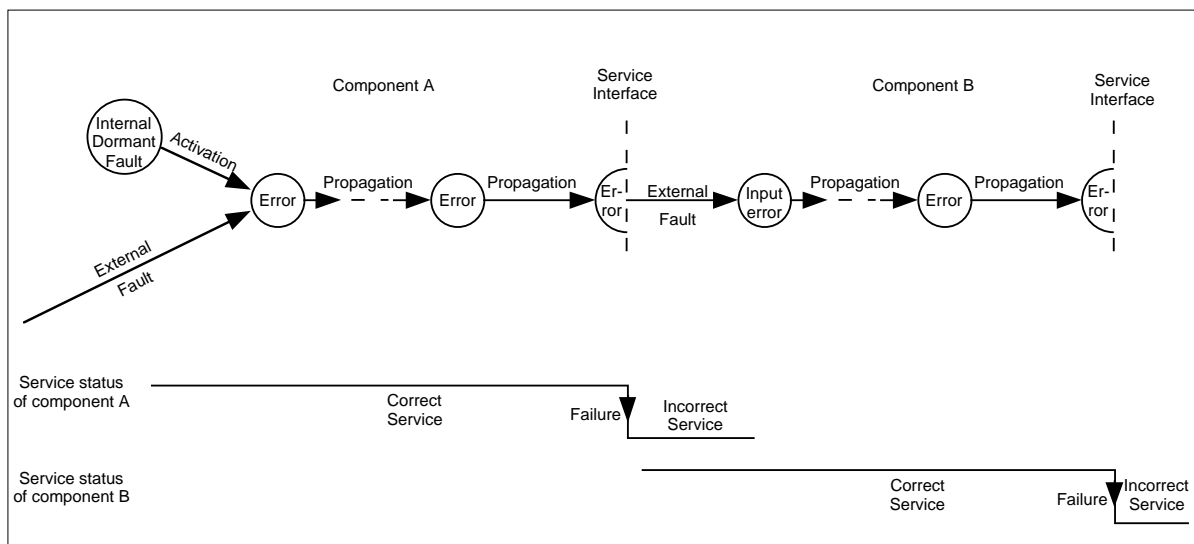 Component A
Service
Interface
Component B
Service
Interface
Internal
Dormant
Fault
Activation
Error
Propagation
Error
Propagation
Er-
ror
External
Fault
Input
error
Propagation
Error
Propagation
Er-
ror
External
Fault
Service status
of component A
Correct
Service
Failure
Incorrect
Service
Service status
of component B
Correct
Service
Failure
Incorrect
Service